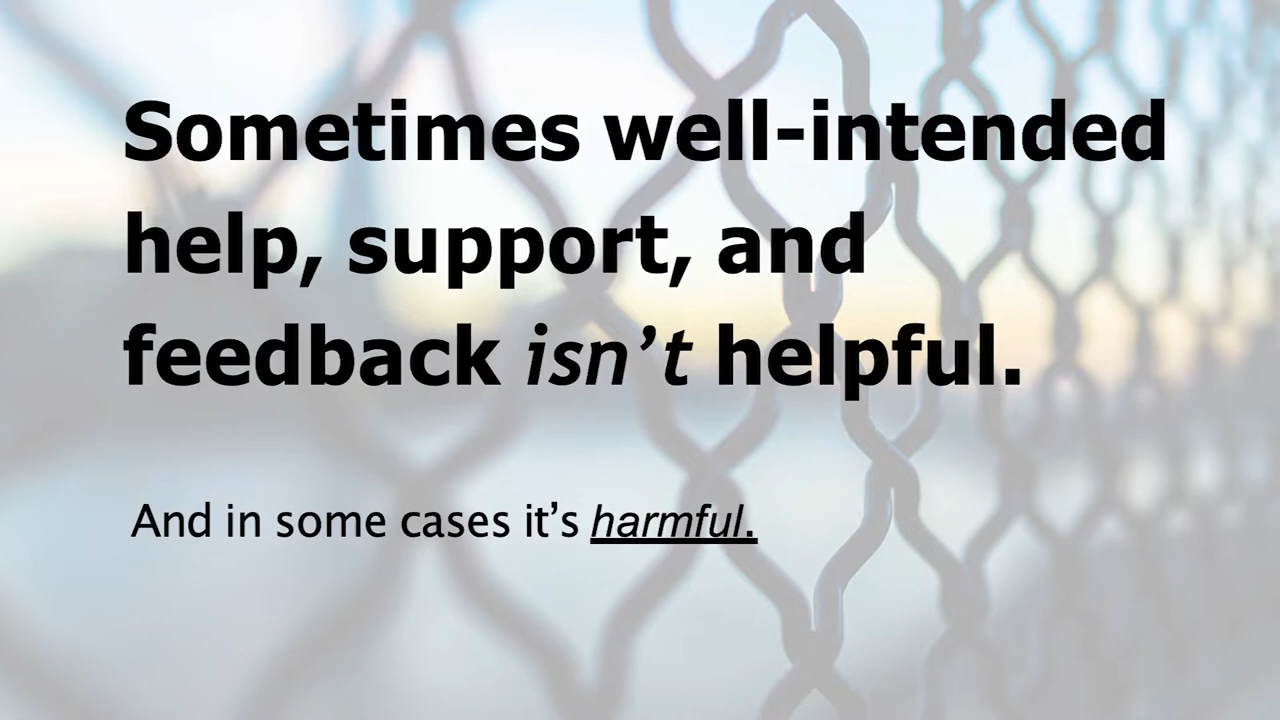 Sometimes well-intended
help, support, and
feedback isn’t helpful.
And in some cases it’s harmful.